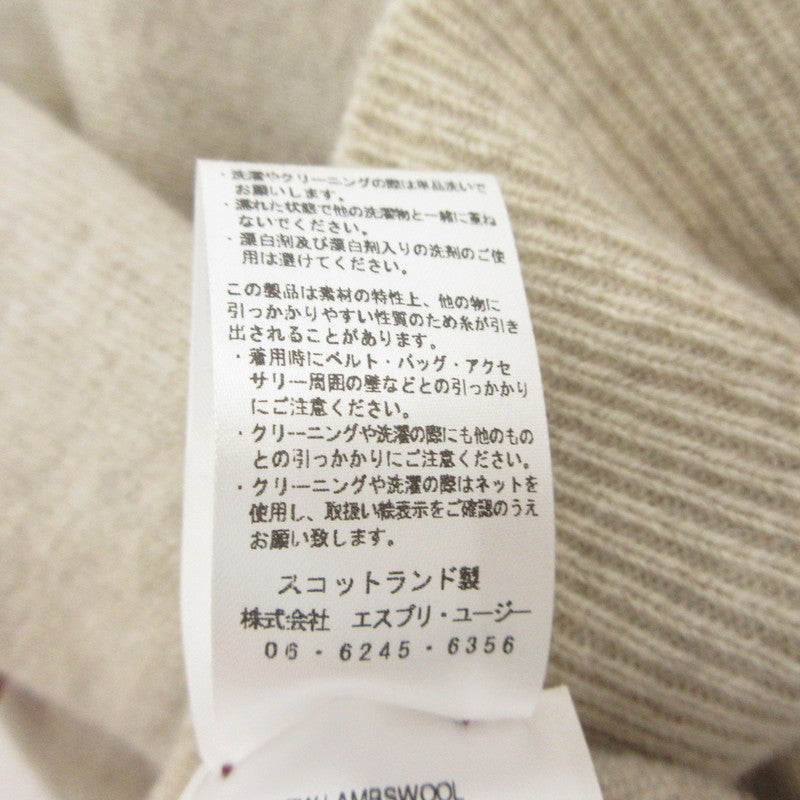 ・洗濯やクリーニングの際は単品洗いで
お願いします。
・濡れた状態で他の洗濯物と一緒に重ね
ないでください。
・漂白剤及び漂白剤入りの洗剤のご使
用は避けてください。
この製品は素材の特性上、他の物に
引っかかりやすい性質のため糸が引き
出されることがあります。
・着用時にベルト・バッグ・アクセ
サリー周囲の壁などとの引っかかり
にご注意ください。
・クリーニングや洗濯の際にも他のもの
との引っかかりにご注意ください。
・クリーニングや洗濯の際はネットを
使用し、取扱い絵表示をご確認のうえ
お願い致します。
スコットランド製
株式会社 エスプリ・ユージー
06 - 6245 - 6356
LAMBSWOOL